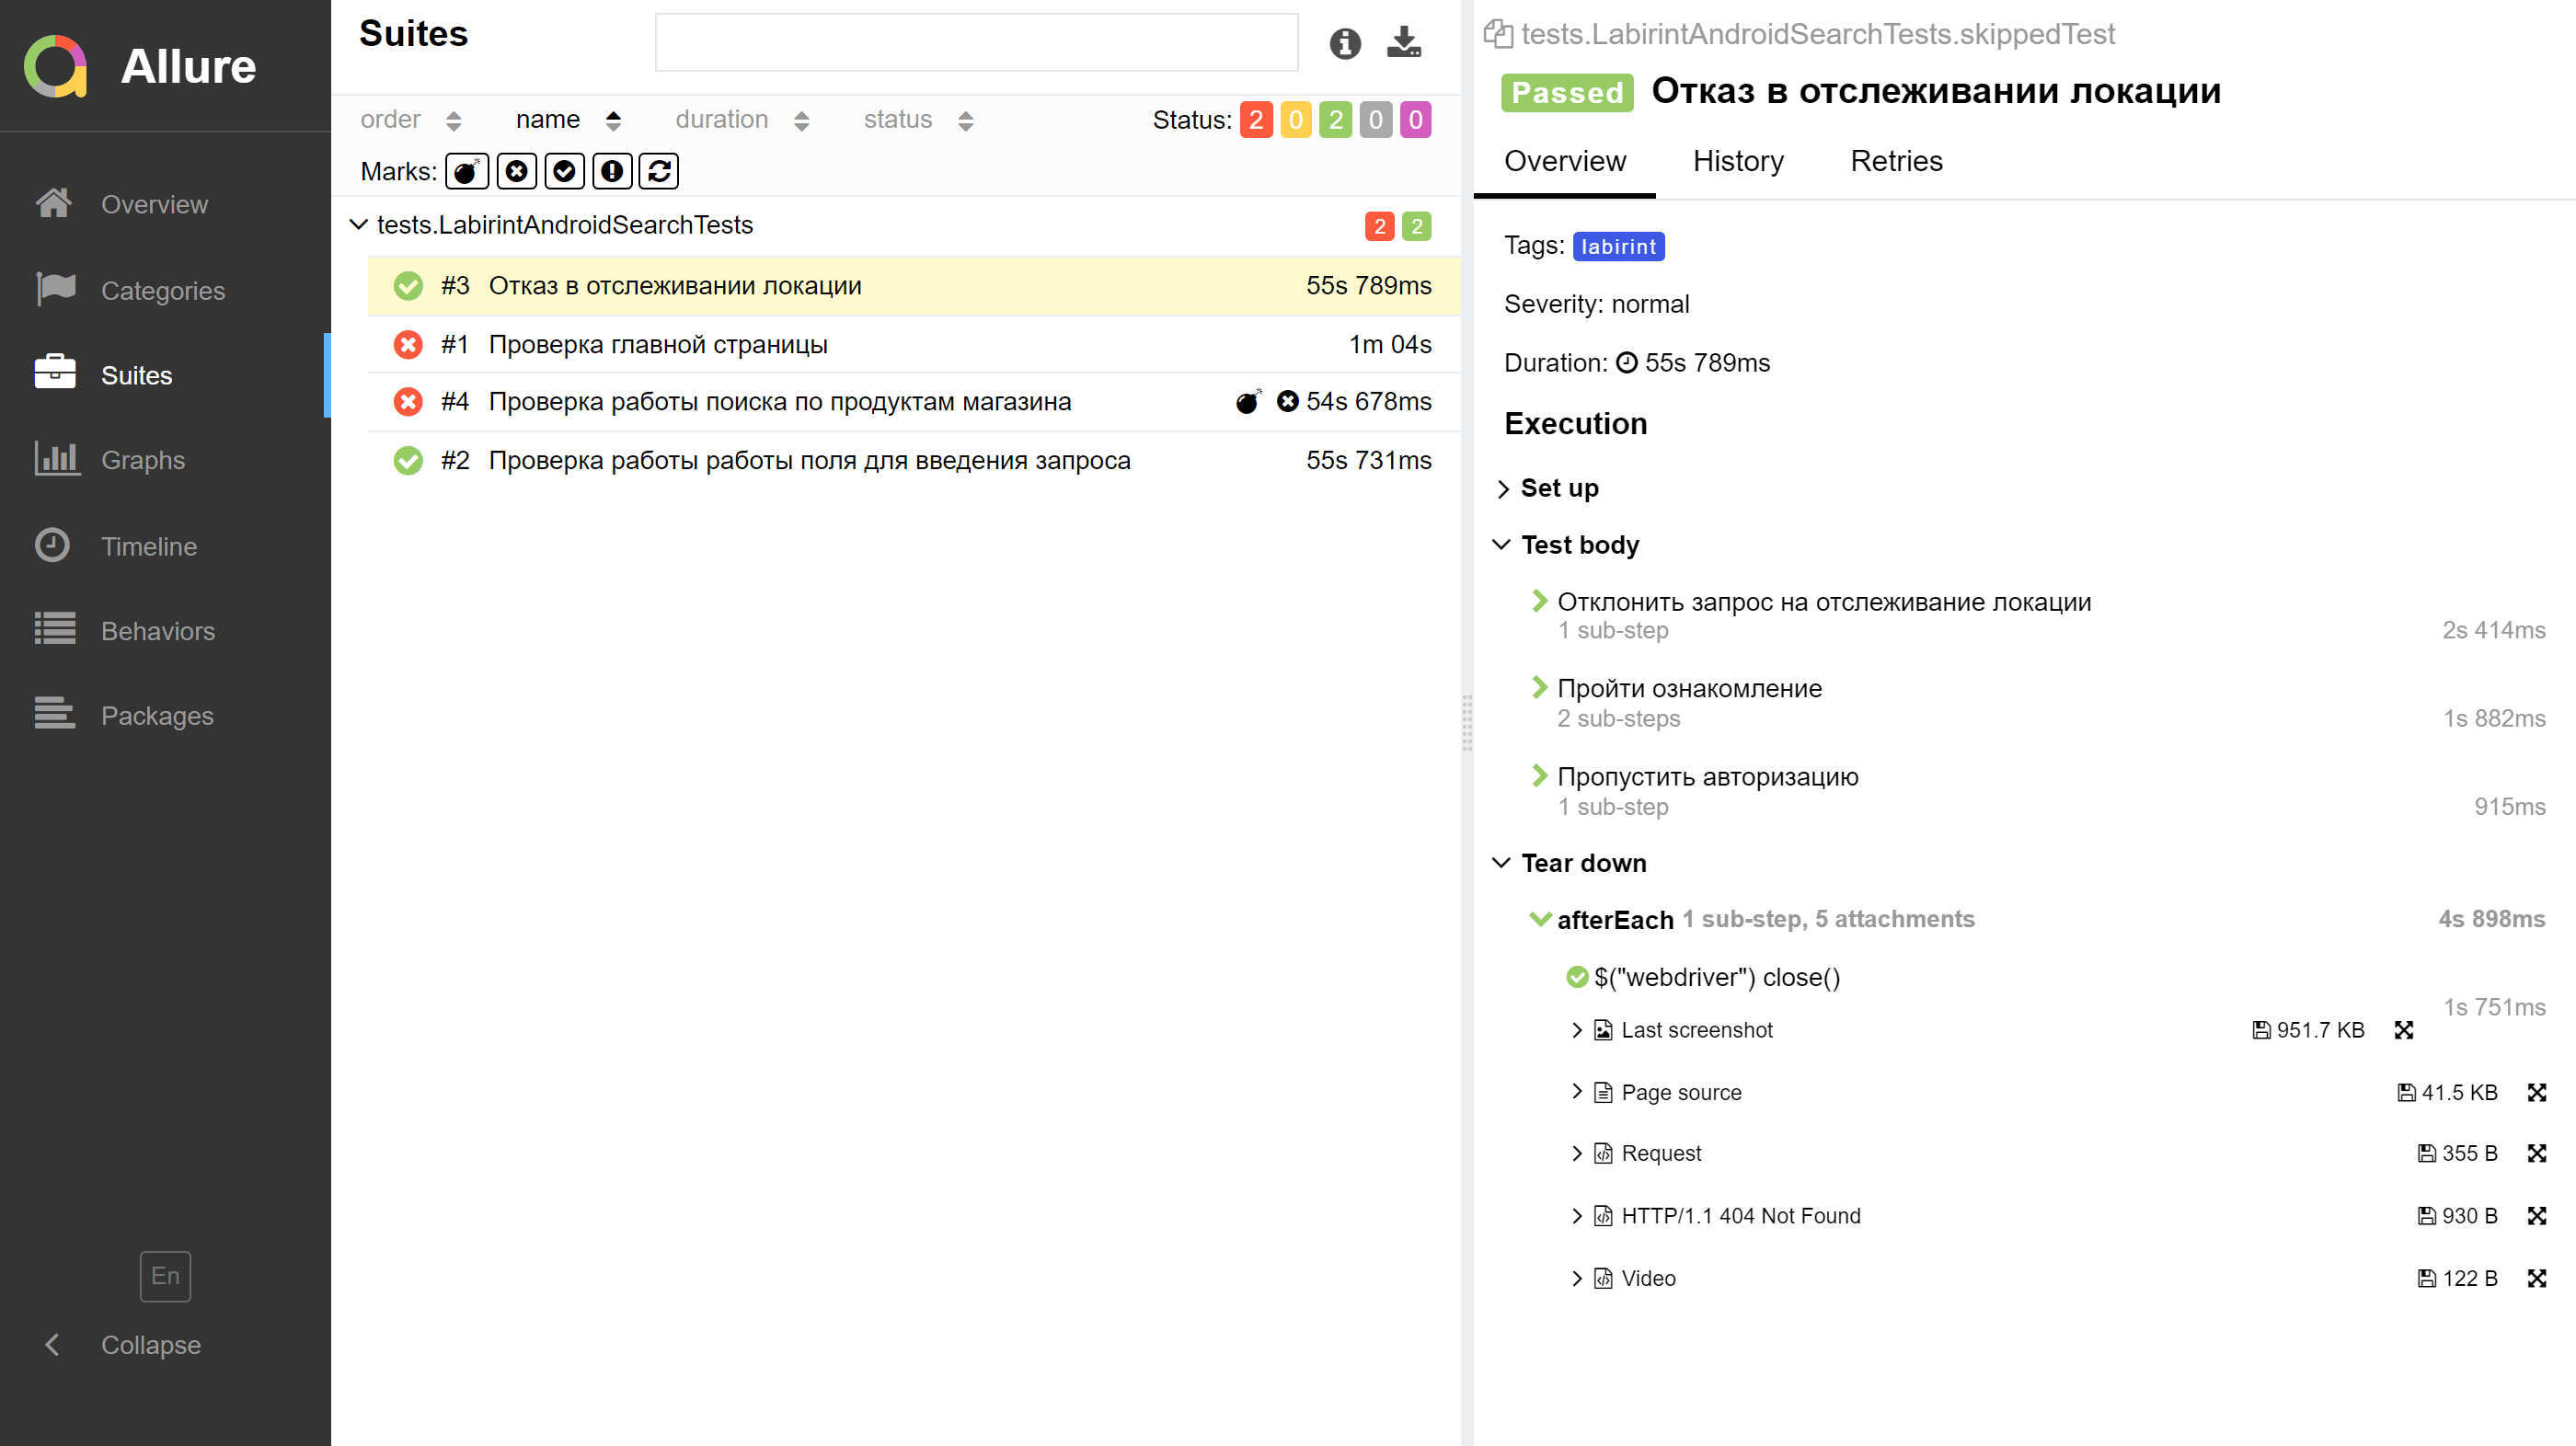 Allure
Overview
Categories
Suites
Graphs
Timeline
Behaviors
Packages
En
Collapse
Suites
order name duration status Status: 2 0 2 0 0
Marks:
tests.LabirintAndroidSearchTests 2 2
#3 Отказ в отслеживании локации 55s 789ms
#1 Проверка главной страницы 1m 04s
#4 Проверка работы поиска по продуктам магазина 54s 678ms
#2 Проверка работы работы поля для введения запроса 55s 731ms
tests.LabirintAndroidSearchTests.skippedTest
Passed Отказ в отслеживании локации
Overview History Retries
Tags: labirint
Severity: normal
Duration: 55s 789ms
Execution
Set up
Test body
Отклонить запрос на отслеживание локации
1 sub-step 2s 414ms
Пройти ознакомление
2 sub-steps 1s 882ms
Пропустить авторизацию
1 sub-step 915ms
Tear down
afterEach 1 sub-step, 5 attachments 4s 898ms
$("webdriver") close()
1s 751ms
Last screenshot 951.7 KB
Page source 41.5 KB
Request 355 B
HTTP/1.1 404 Not Found 930 B
Video 122 B